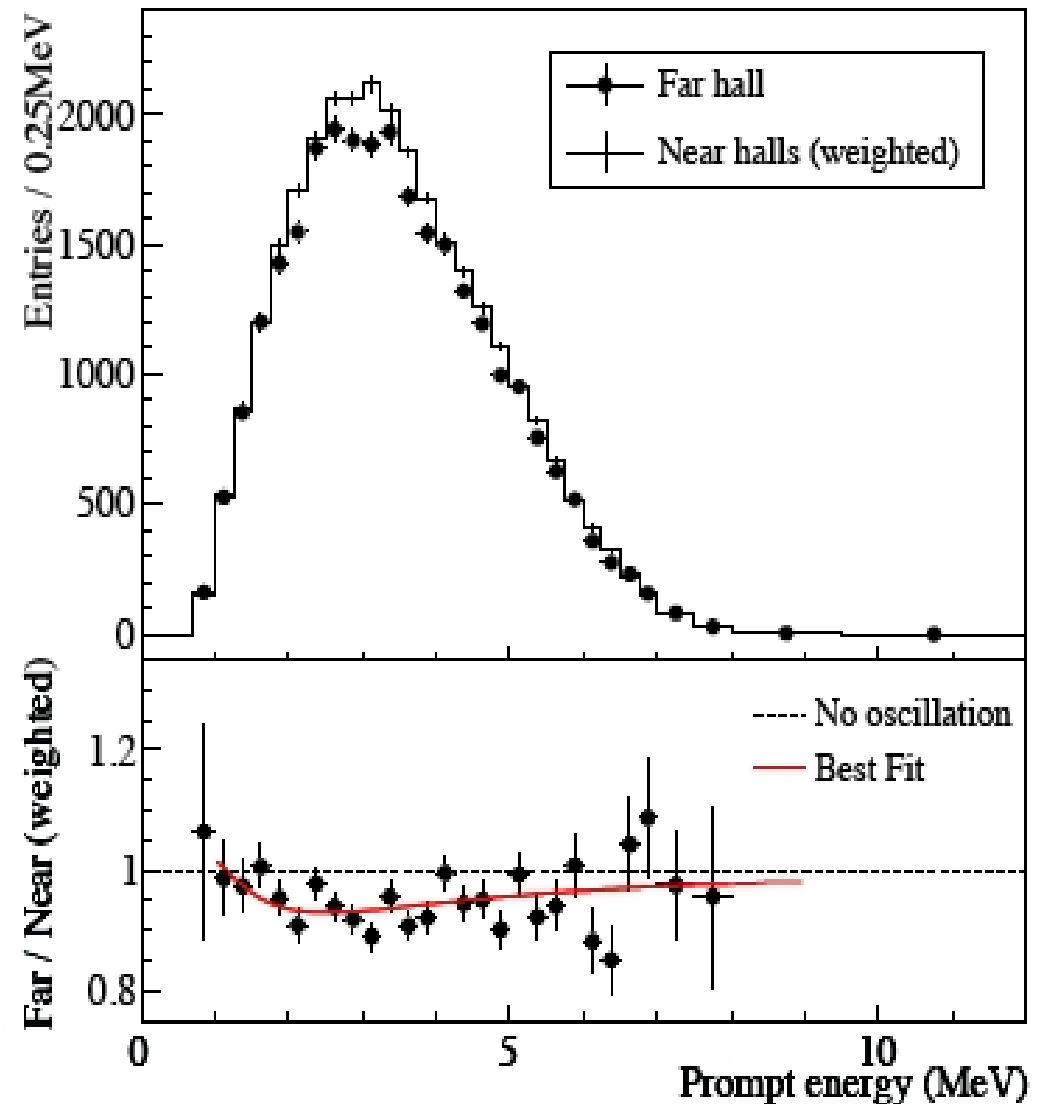 Entries / 0.25MeV
2000
1500
1000
500
0
Far hall
Near halls (weighted)
Far / Near (weighted)
1.2
1
0.8
No oscillation
Best Fit
0
5
10
Prompt energy (MeV)